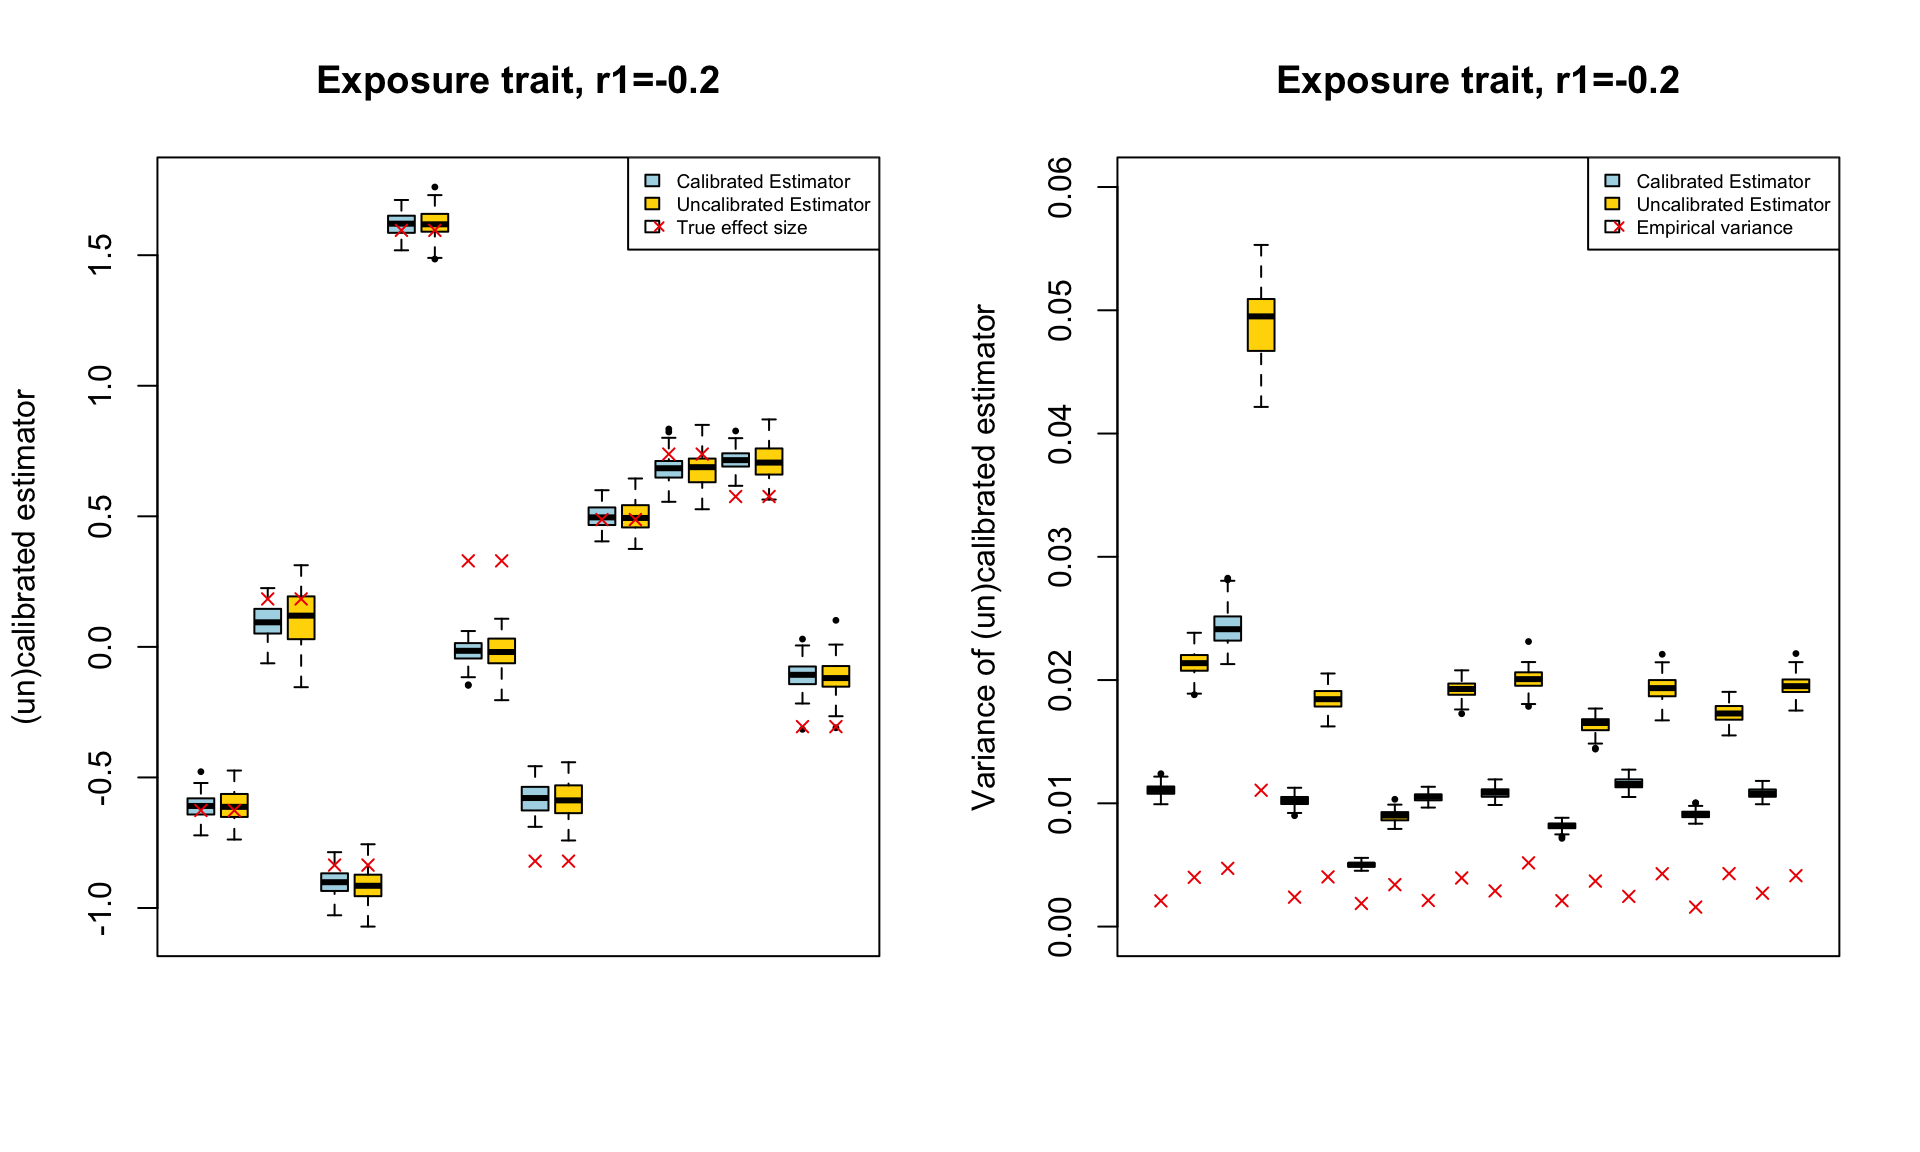 Exposure trait, r1=-0.2
(un)calibrated estimator
1.5
1.0
0.5
0.0
-0.5
-1.0
Calibrated Estimator
Uncalibrated Estimator
True effect size
Exposure trait, r1=-0.2
Variance of (un)calibrated estimator
0.06
0.05
0.04
0.03
0.02
0.01
0.00
Calibrated Estimator
Uncalibrated Estimator
Empirical variance